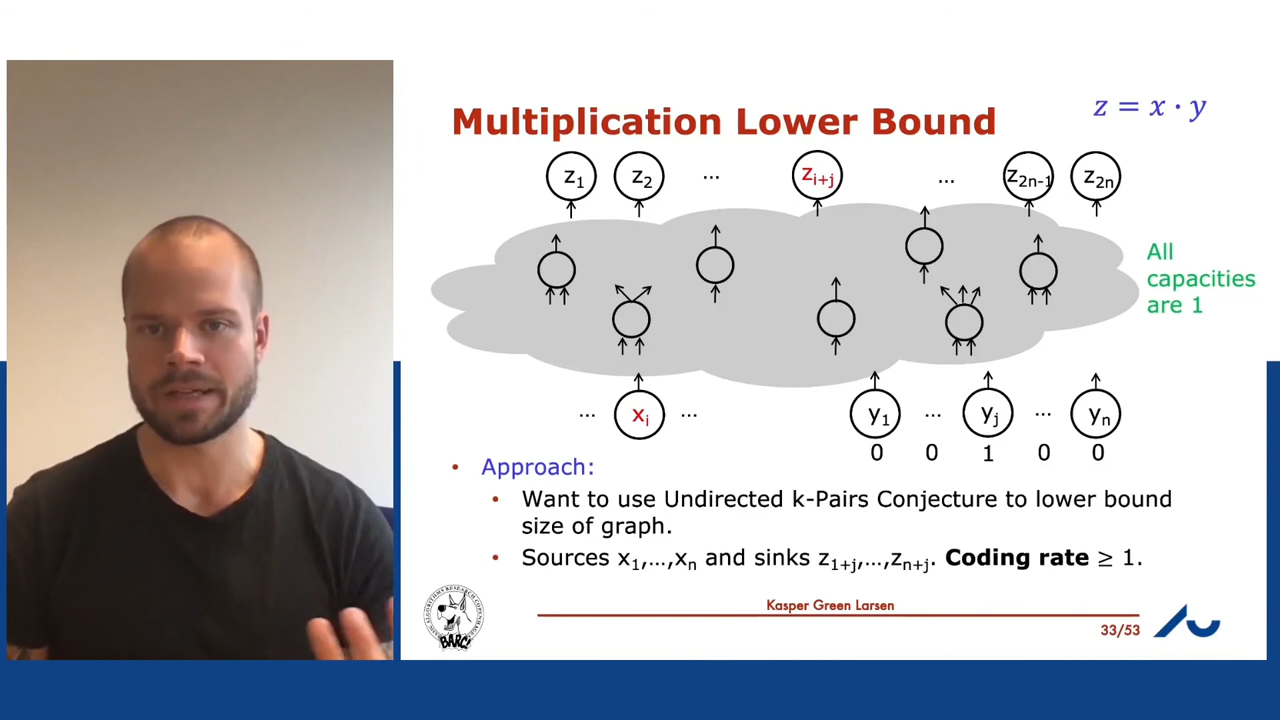 Multiplication Lower Bound
z = x · y
z₁ z₂ ... zᵢ₊ⱼ ... z₂ₙ₋₁ z₂ₙ
All
capacities
are 1
... xᵢ ... y₁ ... yⱼ ... yₙ
0 0 1 0 0
• Approach:
• Want to use Undirected k-Pairs Conjecture to lower bound
size of graph.
• Sources x₁,...,xₙ and sinks z₁₊ⱼ,...,zₙ₊ⱼ. Coding rate ≥ 1.
BARC
Kasper Green Larsen
33/53